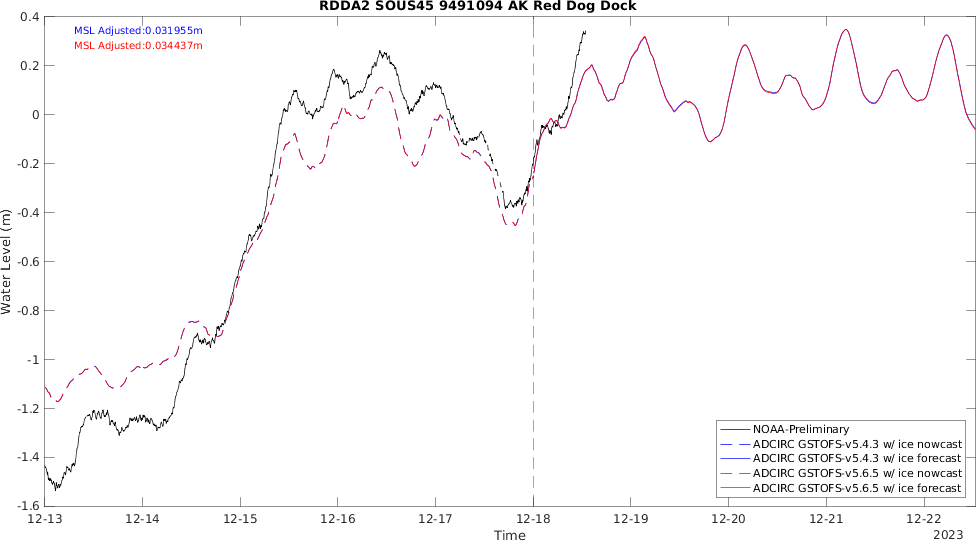 RDDA2 SOUS45 9491094 AK Red Dog Dock
MSL Adjusted:0.031955m
MSL Adjusted:0.034437m
0.4
0.2
0
-0.2
-0.4
-0.6
-0.8
-1
-1.2
-1.4
-1.6
Water Level (m)
NOAA-Preliminary
ADCIRC GSTOFS-v5.4.3 w/ ice nowcast
ADCIRC GSTOFS-v5.4.3 w/ ice forecast
ADCIRC GSTOFS-v5.6.5 w/ ice nowcast
ADCIRC GSTOFS-v5.6.5 w/ ice forecast
12-13 12-14 12-15 12-16 12-17 12-18 12-19 12-20 12-21 12-22
Time
2023